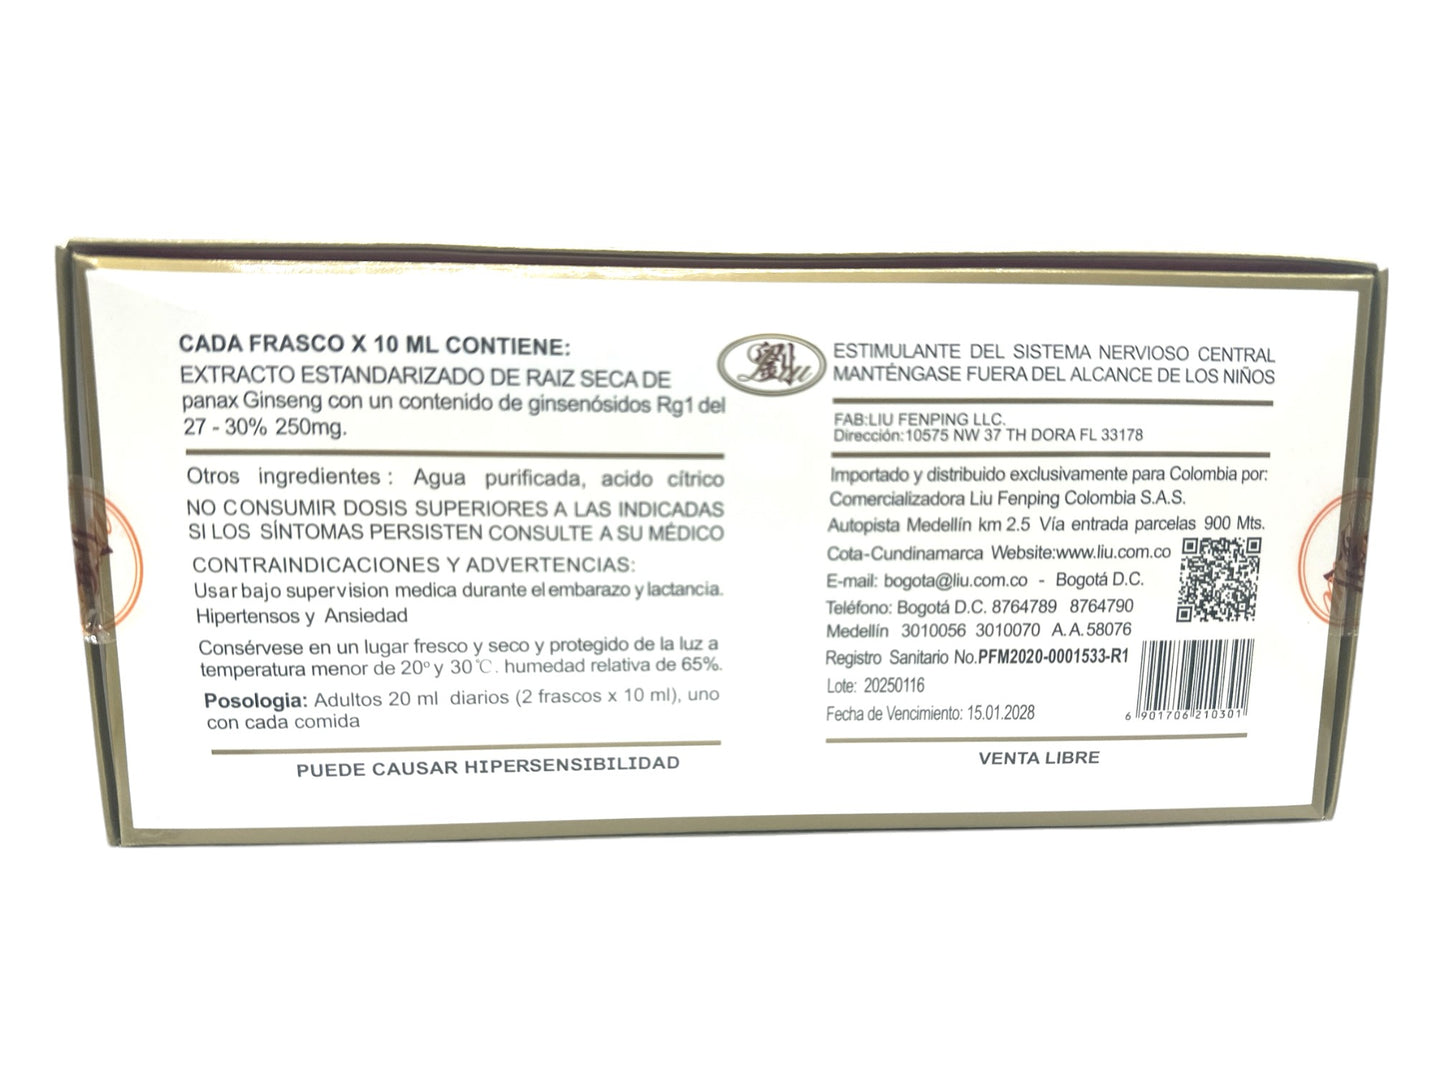 CADA FRASCO X 10 ML CONTIENE:
EXTRACTO ESTANDARIZADO DE RAIZ SECA DE
panax Ginseng con un contenido de ginsenósidos Rg1 del
27 - 30% 250mg.
Otros ingredientes : Agua purificada, acido cítrico
NO CONSUMIR DOSIS SUPERIORES A LAS INDICADAS
SI LOS SÍNTOMAS PERSISTEN CONSULTE A SU MÉDICO
CONTRAINDICACIONES Y ADVERTENCIAS:
Usar bajo supervision medica durante el embarazo y lactancia.
Hipertensos y Ansiedad
Consérvese en un lugar fresco y seco y protegido de la luz a
temperatura menor de 20º y 30℃. humedad relativa de 65%.
Posologia: Adultos 20 ml diarios (2 frascos x 10 ml), uno
con cada comida
PUEDE CAUSAR HIPERSENSIBILIDAD
劉 Liu
ESTIMULANTE DEL SISTEMA NERVIOSO CENTRAL
MANTÉNGASE FUERA DEL ALCANCE DE LOS NIÑOS
FAB:LIU FENPING LLC.
Dirección:10575 NW 37 TH DORA FL 33178
Importado y distribuido exclusivamente para Colombia por:
Comercializadora Liu Fenping Colombia S.A.S.
Autopista Medellín km 2.5 Vía entrada parcelas 900 Mts.
Cota-Cundinamarca Website:www.liu.com.co
E-mail: bogota@liu.com.co - Bogotá D.C.
Teléfono: Bogotá D.C. 8764789 8764790
Medellín 3010056 3010070 A.A.58076
Registro Sanitario No.PFM2020-0001533-R1
Lote: 20250116
Fecha de Vencimiento: 15.01.2028
6 901706 210301
VENTA LIBRE